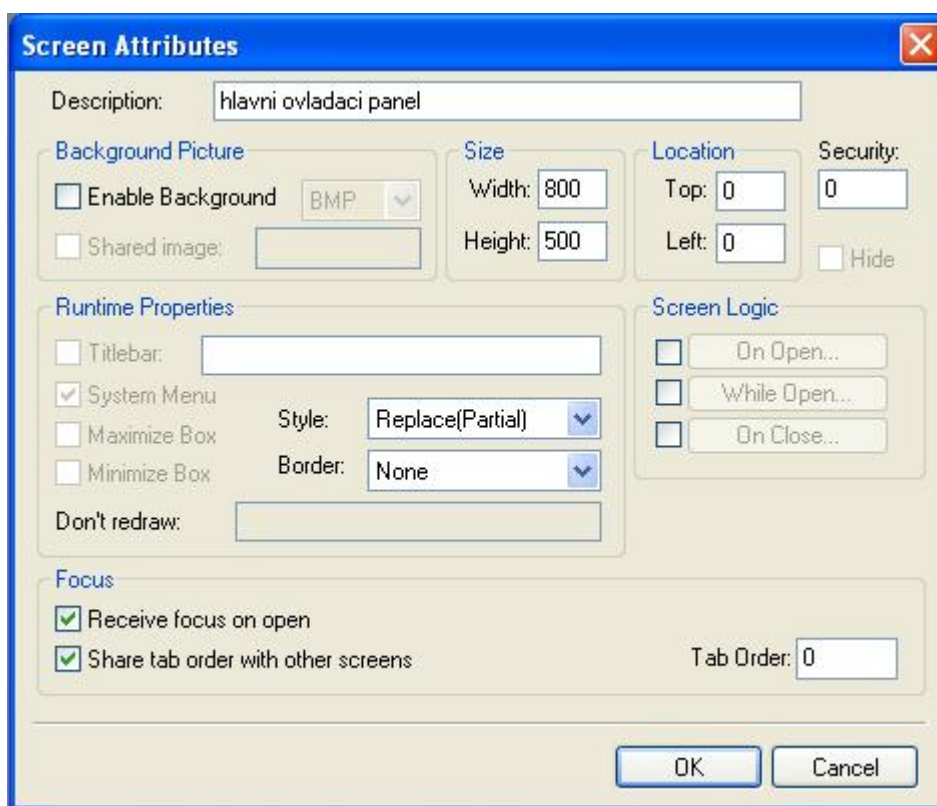 Screen Attributes
Description: hlavni ovladaci panel
Background Picture
Enable Background BMP
Shared image:
Size
Width: 800
Height: 500
Location
Top: 0
Left: 0
Security:
0
Hide
Runtime Properties
Titlebar:
System Menu
Maximize Box
Minimize Box
Style: Replace(Partial)
Border: None
Don't redraw:
Screen Logic
On Open...
While Open...
On Close...
Focus
Receive focus on open
Share tab order with other screens
Tab Order: 0
OK Cancel